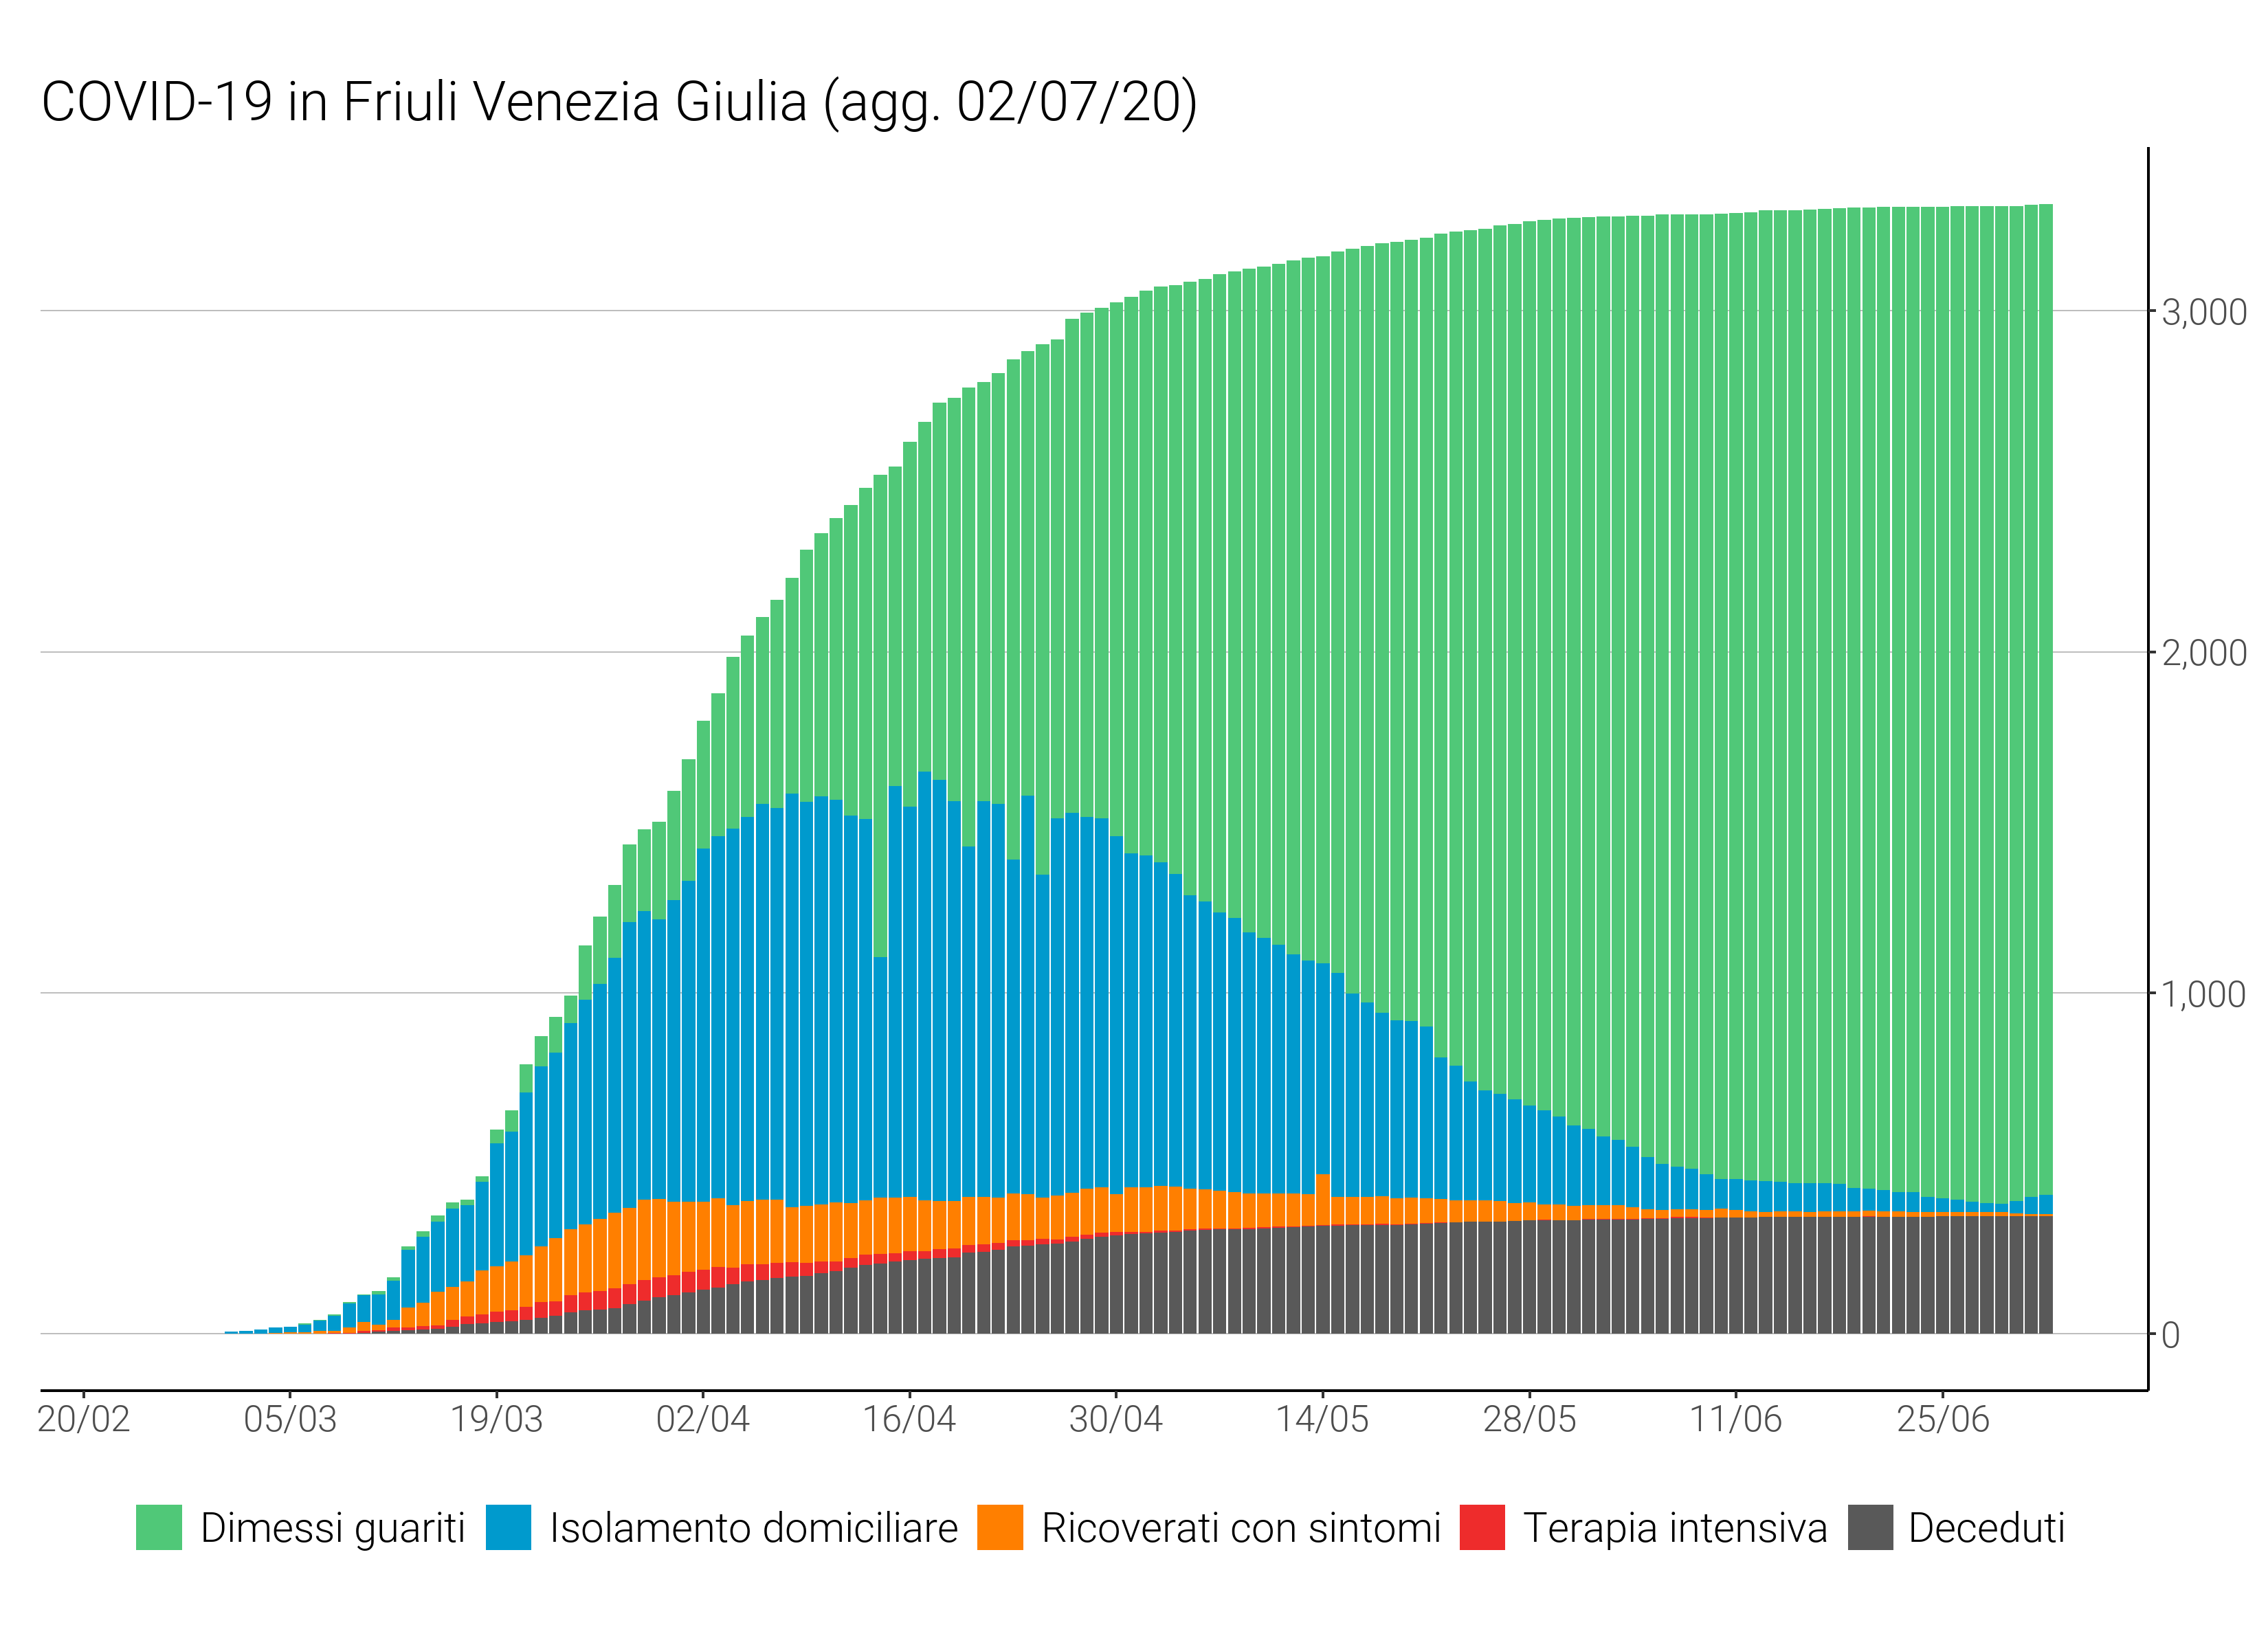 COVID-19 in Friuli Venezia Giulia (agg. 02/07/20)
3,000
2,000
1,000
0
20/02 05/03 19/03 02/04 16/04 30/04 14/05 28/05 11/06 25/06
Dimessi guariti Isolamento domiciliare Ricoverati con sintomi Terapia intensiva Deceduti